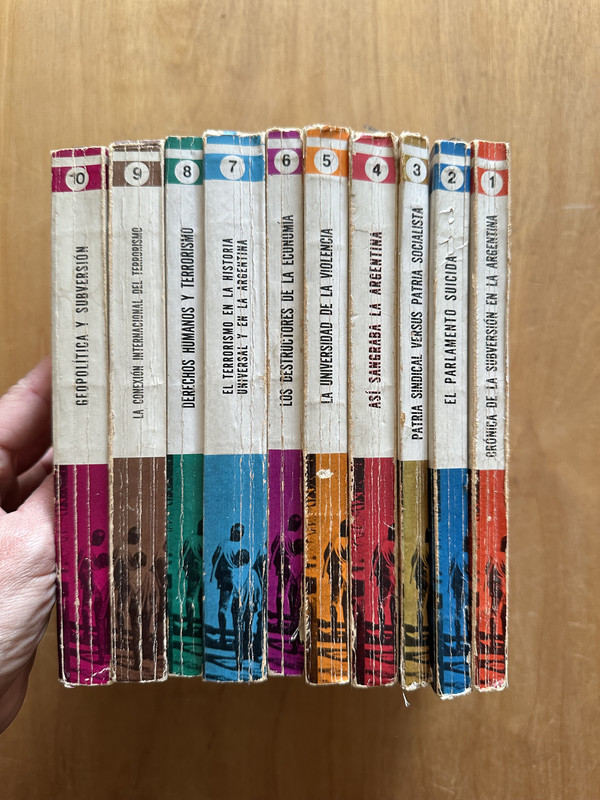 10
GEOPOLÍTICA Y SUBVERSIÓN
9
LA CONEXIÓN INTERNACIONAL DEL TERRORISMO
8
DERECHOS HUMANOS Y TERRORISMO
7
EL TERRORISMO EN LA HISTORIA
UNIVERSAL Y EN LA ARGENTINA
6
LOS DESTRUCTORES DE LA ECONOMÍA
5
LA UNIVERSIDAD DE LA VIOLENCIA
4
ASÍ SANGRABA LA ARGENTINA
3
PATRIA SINDICAL VERSUS PATRIA SOCIALISTA
2
EL PARLAMENTO SUICIDA
1
CRÓNICA DE LA SUBVERSIÓN EN LA ARGENTINA